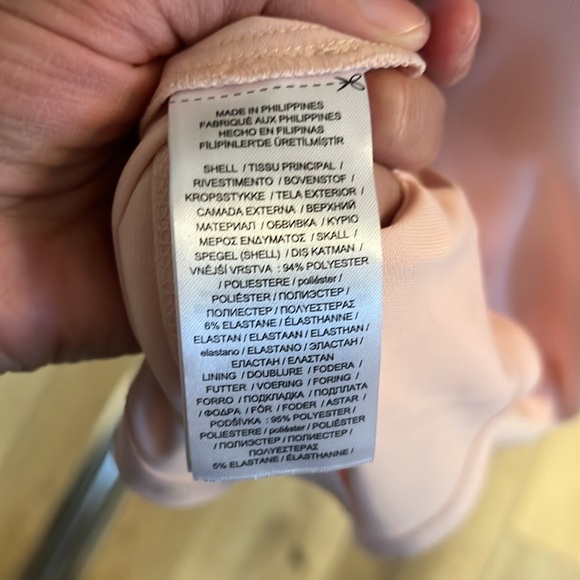 MADE IN PHILIPPINES
FABRIQUÉ AUX PHILIPPINES
HECHO EN FILIPINAS
FİLİPİNLER'DE ÜRETİLMİŞTİR
SHELL / TISSU PRINCIPAL /
RIVESTIMENTO / BOVENSTOF /
KROPSSTYKKE / TELA EXTERIOR /
CAMADA EXTERNA / ВЕРХНИЙ
МАТЕРИАЛ / ОБВИВКА / ΚΥΡΙΟ
ΜΕΡΟΣ ΕΝΔΥΜΑΤΟΣ / SKALL /
SPEGEL (SHELL) / DIŞ KATMAN /
VNĚJŠÍ VRSTVA : 94% POLYESTER
/ POLIESTERE / poliéster /
POLIÉSTER / ПОЛИЭСТЕР /
ПОЛИЕСТЕР / ΠΟΛΥΕΣΤΕΡΑΣ
6% ELASTANE / ÉLASTHANNE /
ELASTAN / ELASTAAN / ELASTHAN /
elastano / ELASTANO / ЭЛАСТАН /
ЕЛАСТАН / ΕΛΑΣΤΑΝ
LINING / DOUBLURE / FODERA /
FUTTER / VOERING / FORING /
FORRO / ПОДКЛАДКА / ПОДПЛАТА
/ ΦΟΔΡΑ / FÔR / FODER / ASTAR /
PODŠÍVKA : 95% POLYESTER /
POLIESTERE / poliéster / POLIÉSTER
/ ПОЛИЭСТЕР / ПОЛИЕСТЕР /
ΠΟΛΥΕΣΤΕΡΑΣ
5% ELASTANE / ÉLASTHANNE /